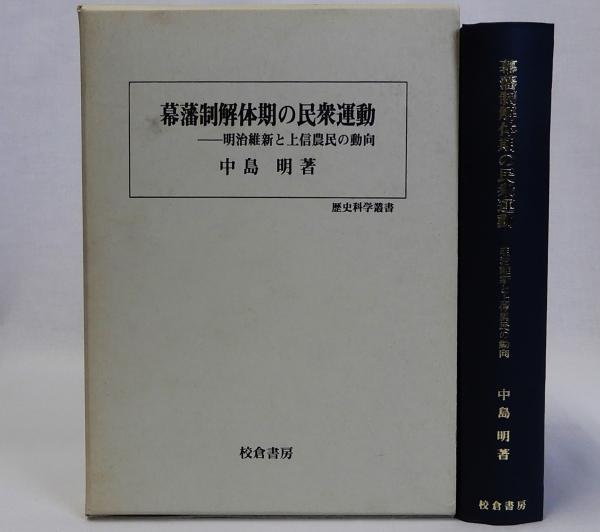 幕藩制解体期の民衆運動
――明治維新と上信農民の動向
中島 明著
歴史科学叢書
校倉書房
幕藩制解体期の民衆運動
明治維新と上信農民の動向
中島 明著
校倉書房